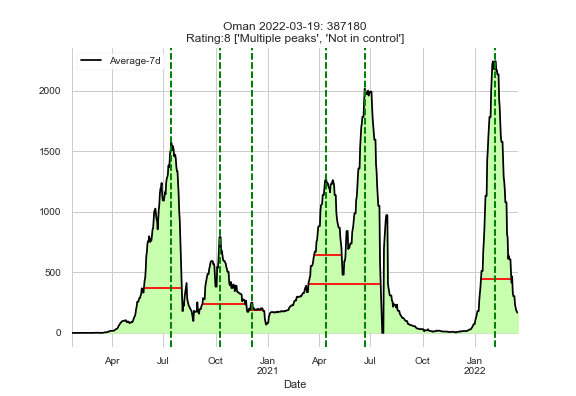 Oman 2022-03-19: 387180
Rating:8 ['Multiple peaks', 'Not in control']
Average-7d
2000
1500
1000
500
0
Apr Jul Oct Jan Apr Jul Oct Jan
2021 2022
Date